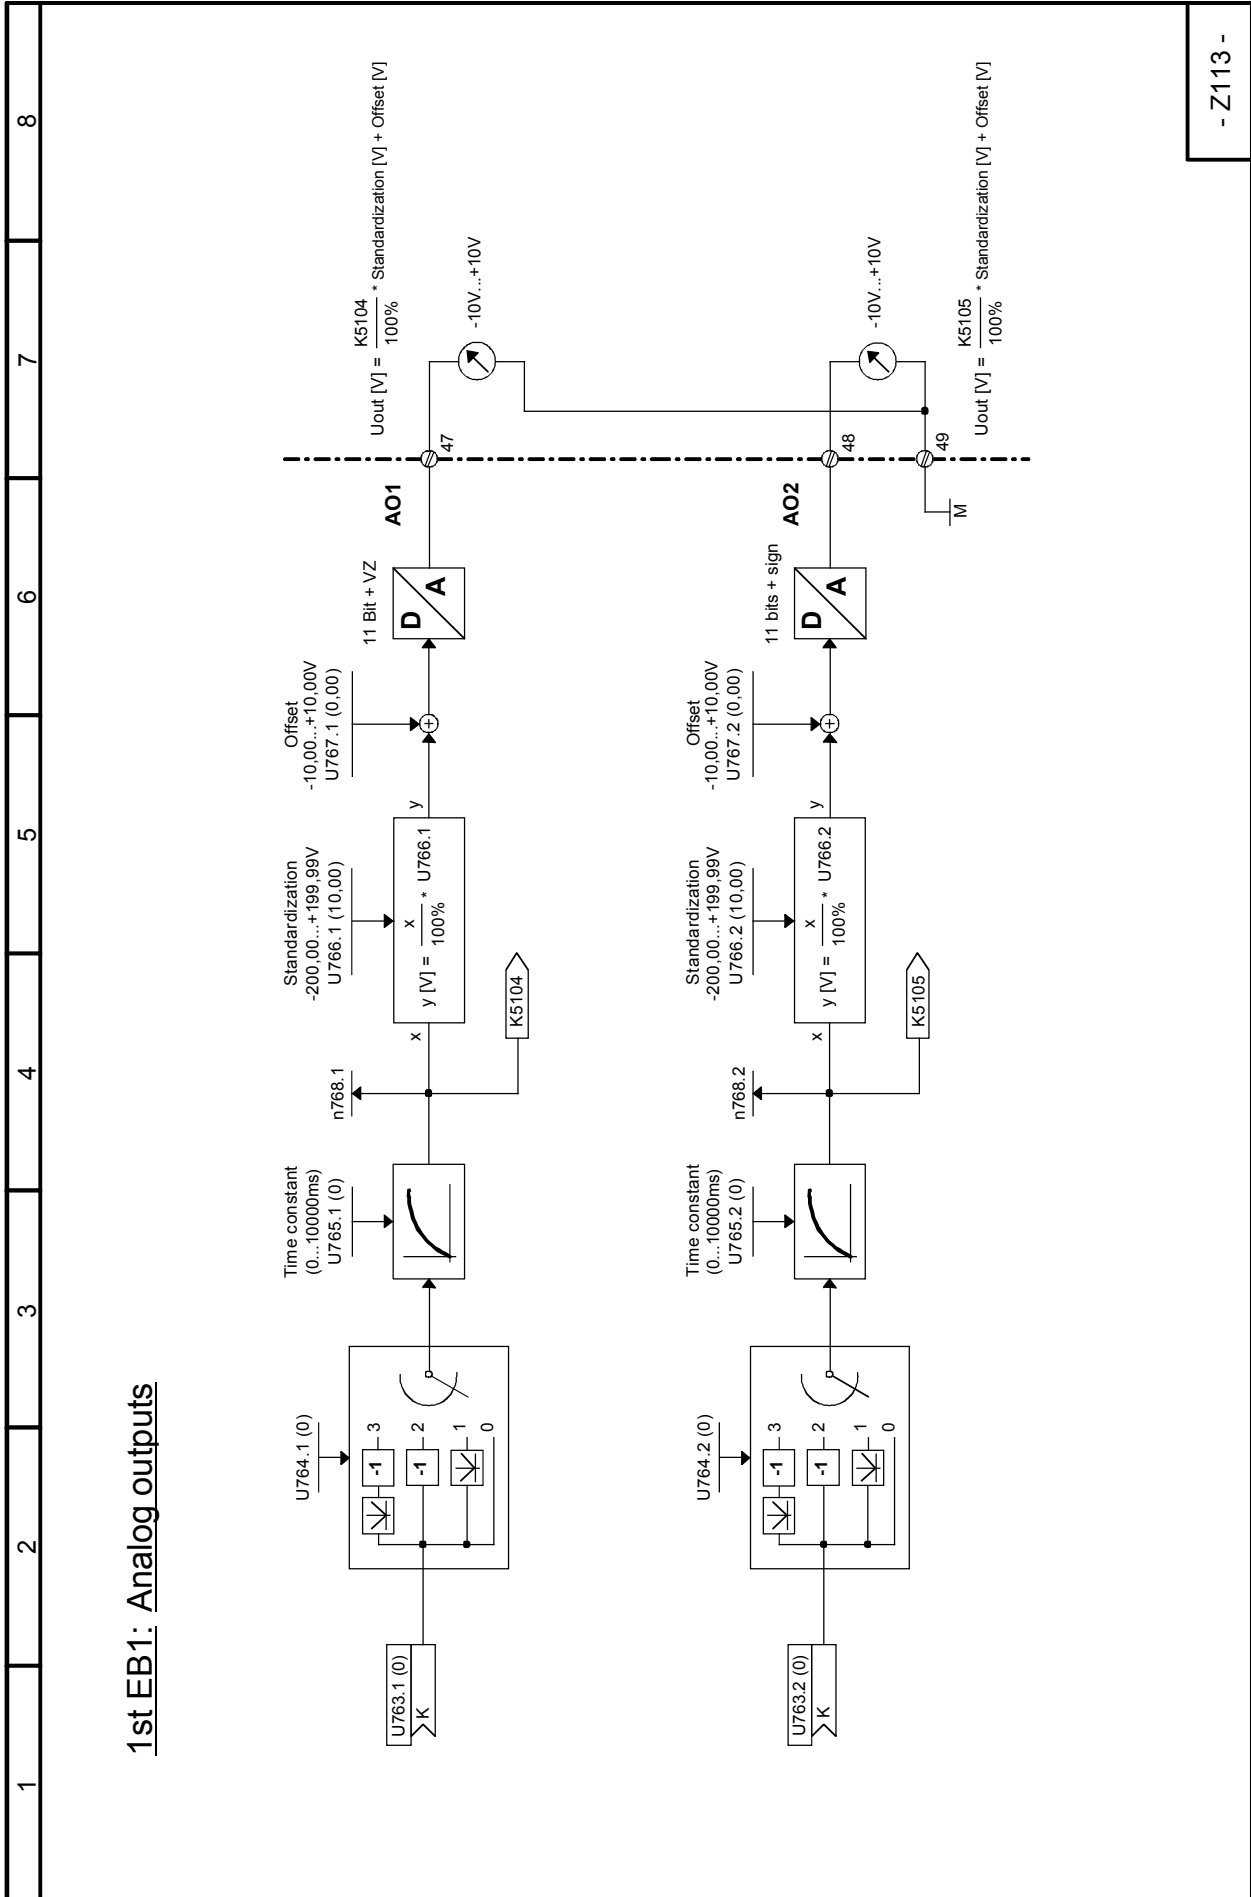 1st EB1: Analog outputs
U764.1 (0)
Time constant
(0...10000ms)
U765.1 (0)
n768.1
Standardization
-200,00...+199,99V
U766.1 (10,00)
Offset
-10,00...+10,00V
U767.1 (0,00)
11 Bit + VZ
AO1
U763.1 (0)
K
-1 3
-1 2
1
0
x
y [V] = x / 100% * U766.1
y
D
A
47
Uout [V] = K5104 / 100% * Standardization [V] + Offset [V]
-10V...+10V
K5104
U764.2 (0)
Time constant
(0...10000ms)
U765.2 (0)
n768.2
Standardization
-200,00...+199,99V
U766.2 (10,00)
Offset
-10,00...+10,00V
U767.2 (0,00)
11 bits + sign
AO2
U763.2 (0)
K
-1 3
-1 2
1
0
x
y [V] = x / 100% * U766.2
y
D
A
48
-10V...+10V
K5105
49
M
Uout [V] = K5105 / 100% * Standardization [V] + Offset [V]
1 2 3 4 5 6 7 8
- Z113 -